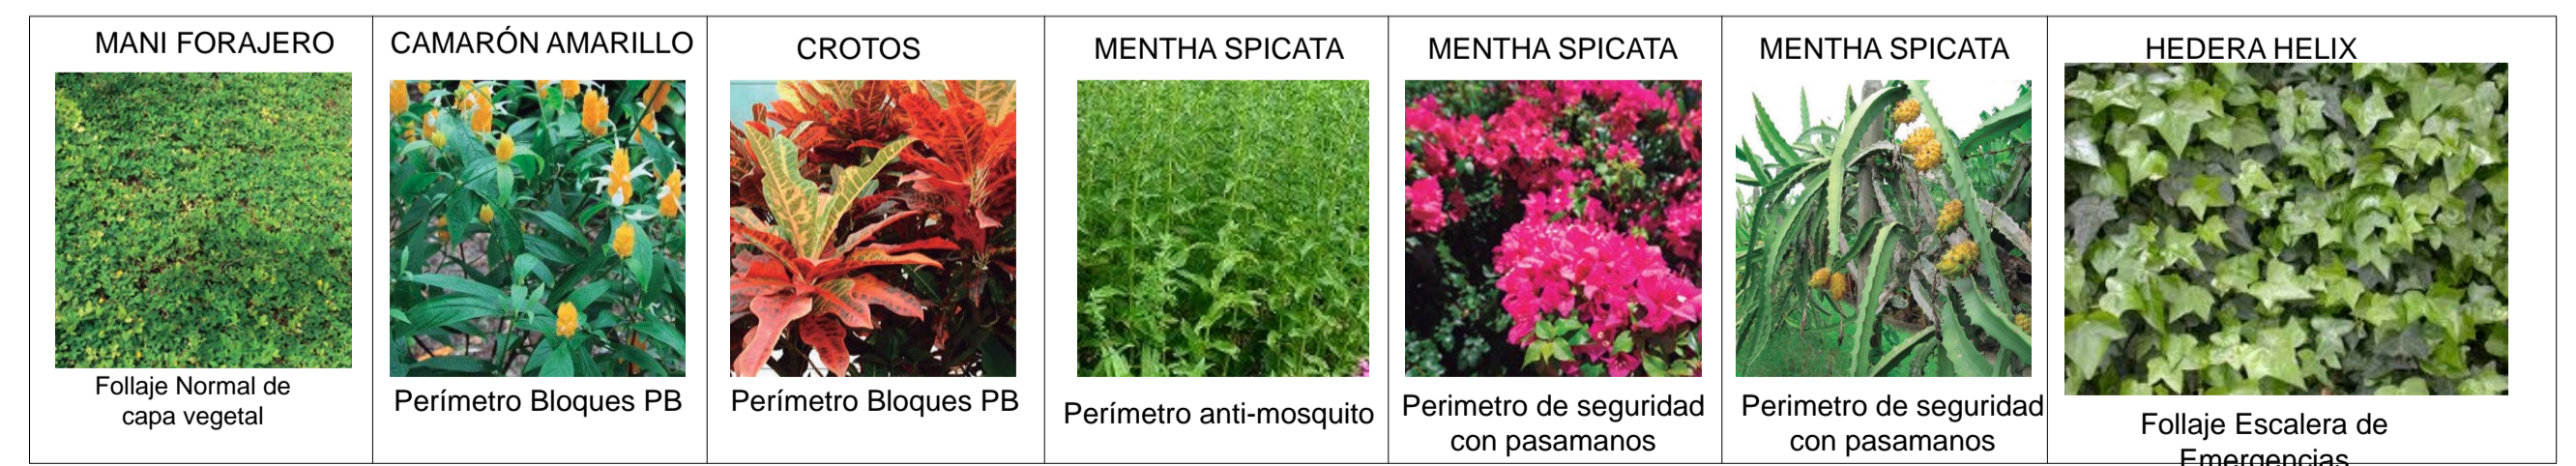 MANI FORAJERO
Follaje Normal de
capa vegetal
CAMARÓN AMARILLO
Perímetro Bloques PB
CROTOS
Perímetro Bloques PB
MENTHA SPICATA
Perímetro anti-mosquito
MENTHA SPICATA
Perimetro de seguridad
con pasamanos
MENTHA SPICATA
Perimetro de seguridad
con pasamanos
HEDERA HELIX
Follaje Escalera de
Emergencias